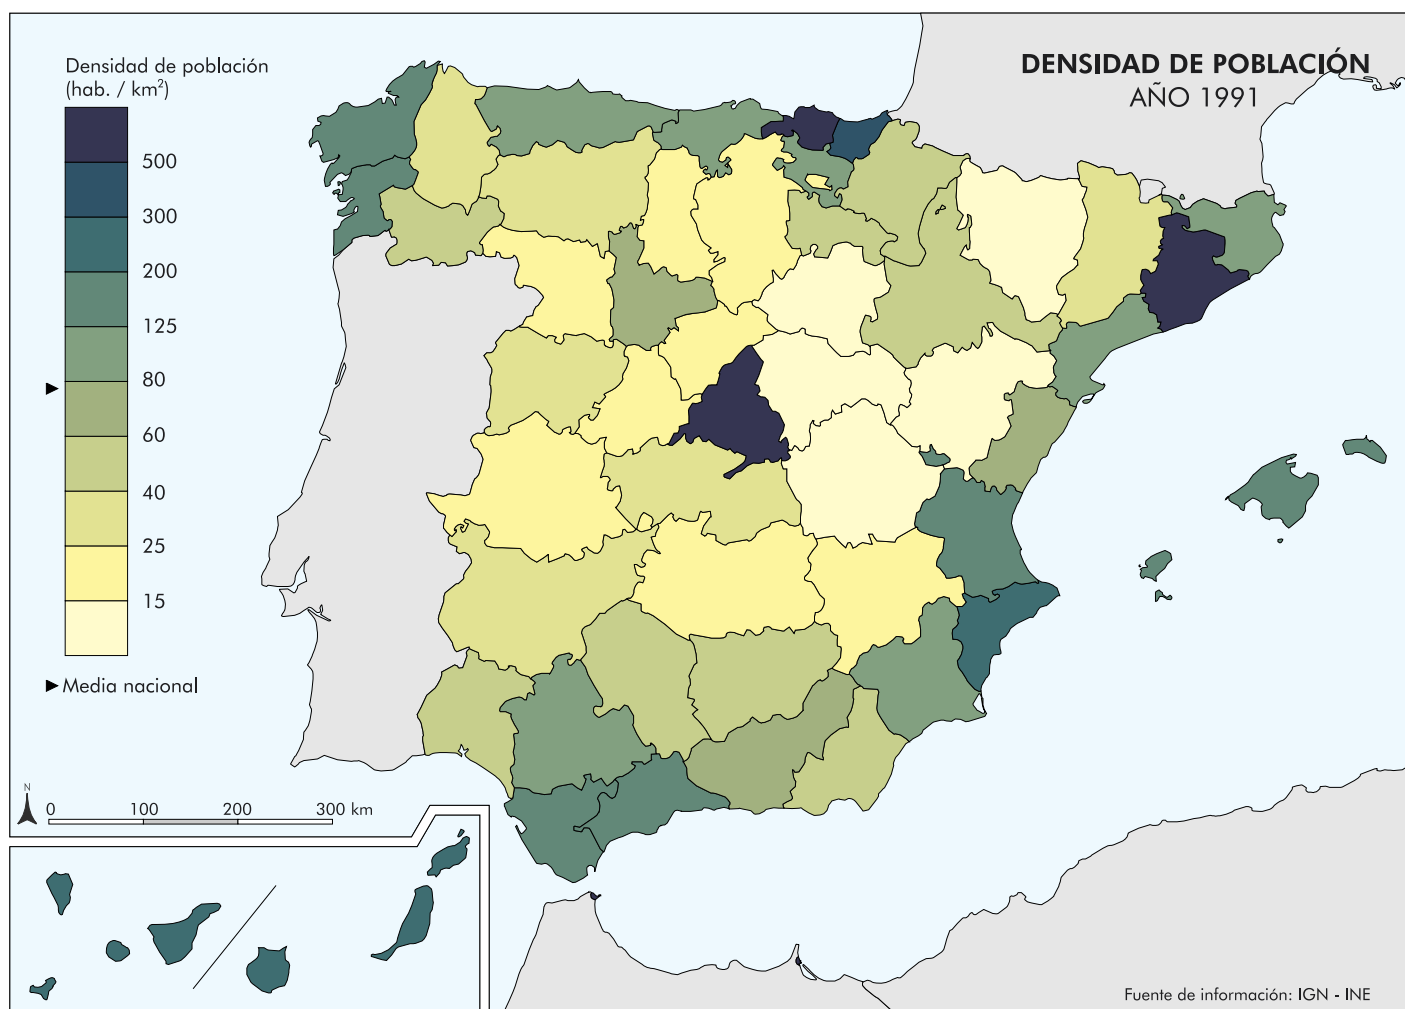 DENSIDAD DE POBLACIÓN
AÑO 1991
Densidad de población
(hab. / km²)
500
300
200
125
80
60
40
25
15
►Media nacional
N
0 100 200 300 km
Fuente de información: IGN - INE